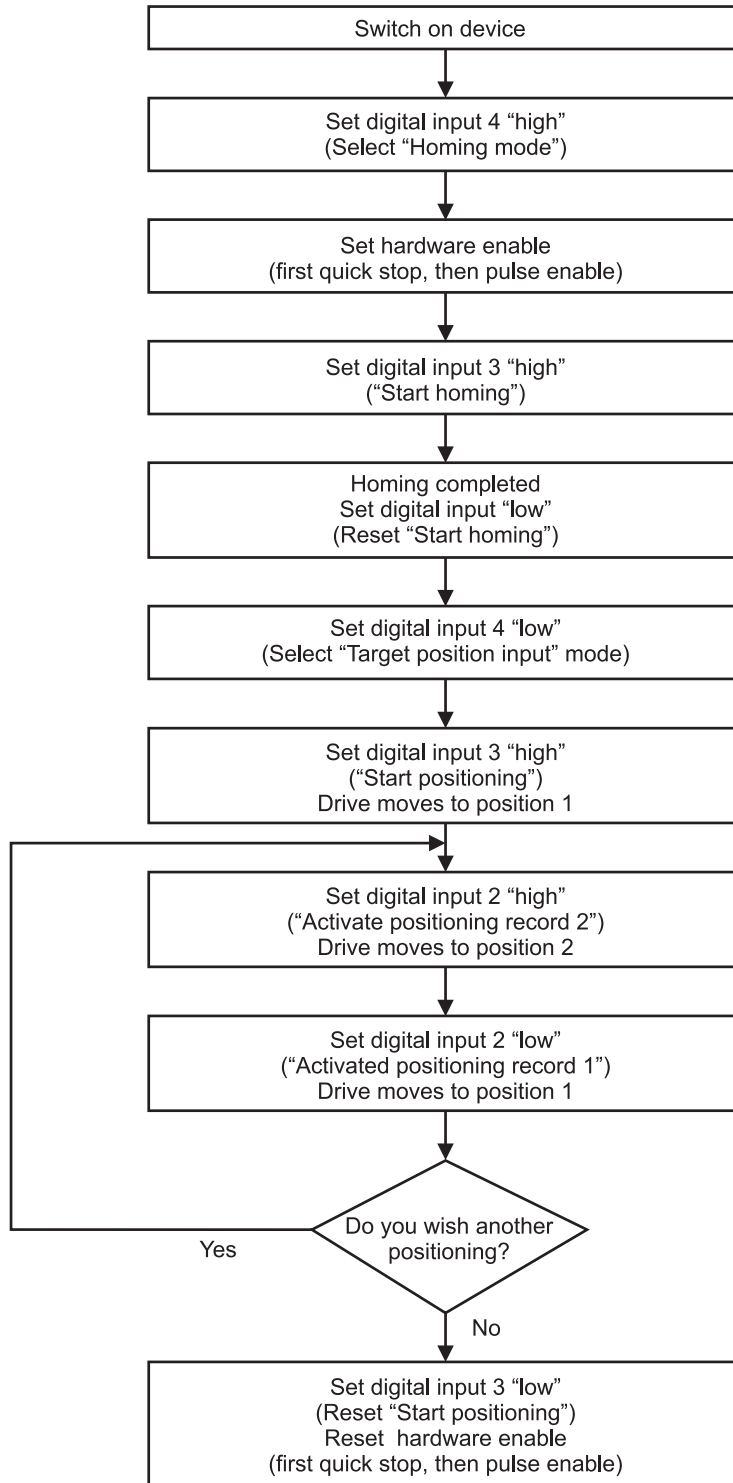 Switch on device
Set digital input 4 “high”
(Select “Homing mode”)
Set hardware enable
(first quick stop, then pulse enable)
Set digital input 3 “high”
(“Start homing”)
Homing completed
Set digital input “low”
(Reset “Start homing”)
Set digital input 4 “low”
(Select “Target position input” mode)
Set digital input 3 “high”
(“Start positioning”)
Drive moves to position 1
Set digital input 2 “high”
(“Activate positioning record 2”)
Drive moves to position 2
Set digital input 2 “low”
(“Activated positioning record 1”)
Drive moves to position 1
Do you wish another
positioning?
Yes
No
Set digital input 3 “low”
(Reset “Start positioning”)
Reset hardware enable
(first quick stop, then pulse enable)